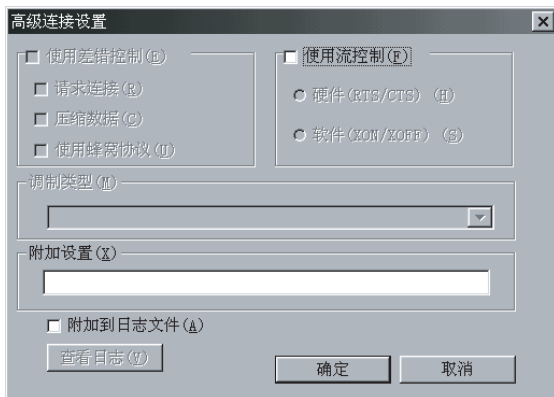 高级连接设置
使用差错控制(E)
请求连接(R)
压缩数据(C)
使用蜂窝协议(U)
使用流控制(F)
硬件(RTS/CTS) (H)
软件(XON/XOFF) (S)
调制类型(M)
附加设置(X)
附加到日志文件(A)
查看日志(V)
确定
取消